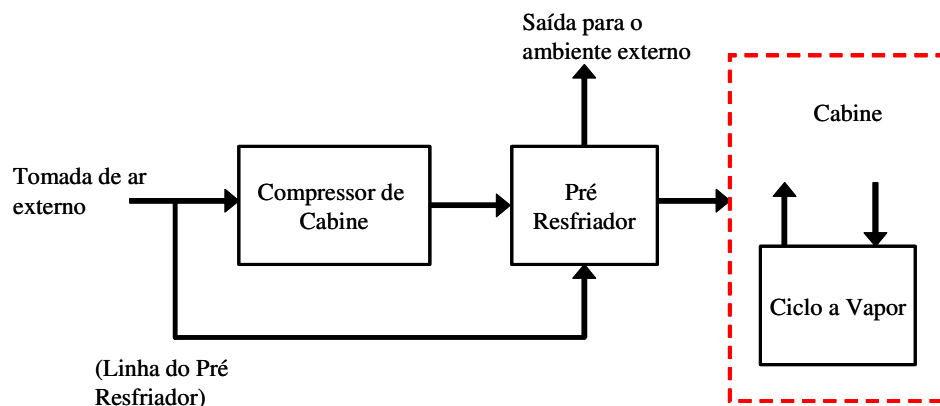 Tomada de ar
externo
Compressor de
Cabine
Saída para o
ambiente externo
Pré
Resfriador
Cabine
Ciclo a Vapor
(Linha do Pré
Resfriador)